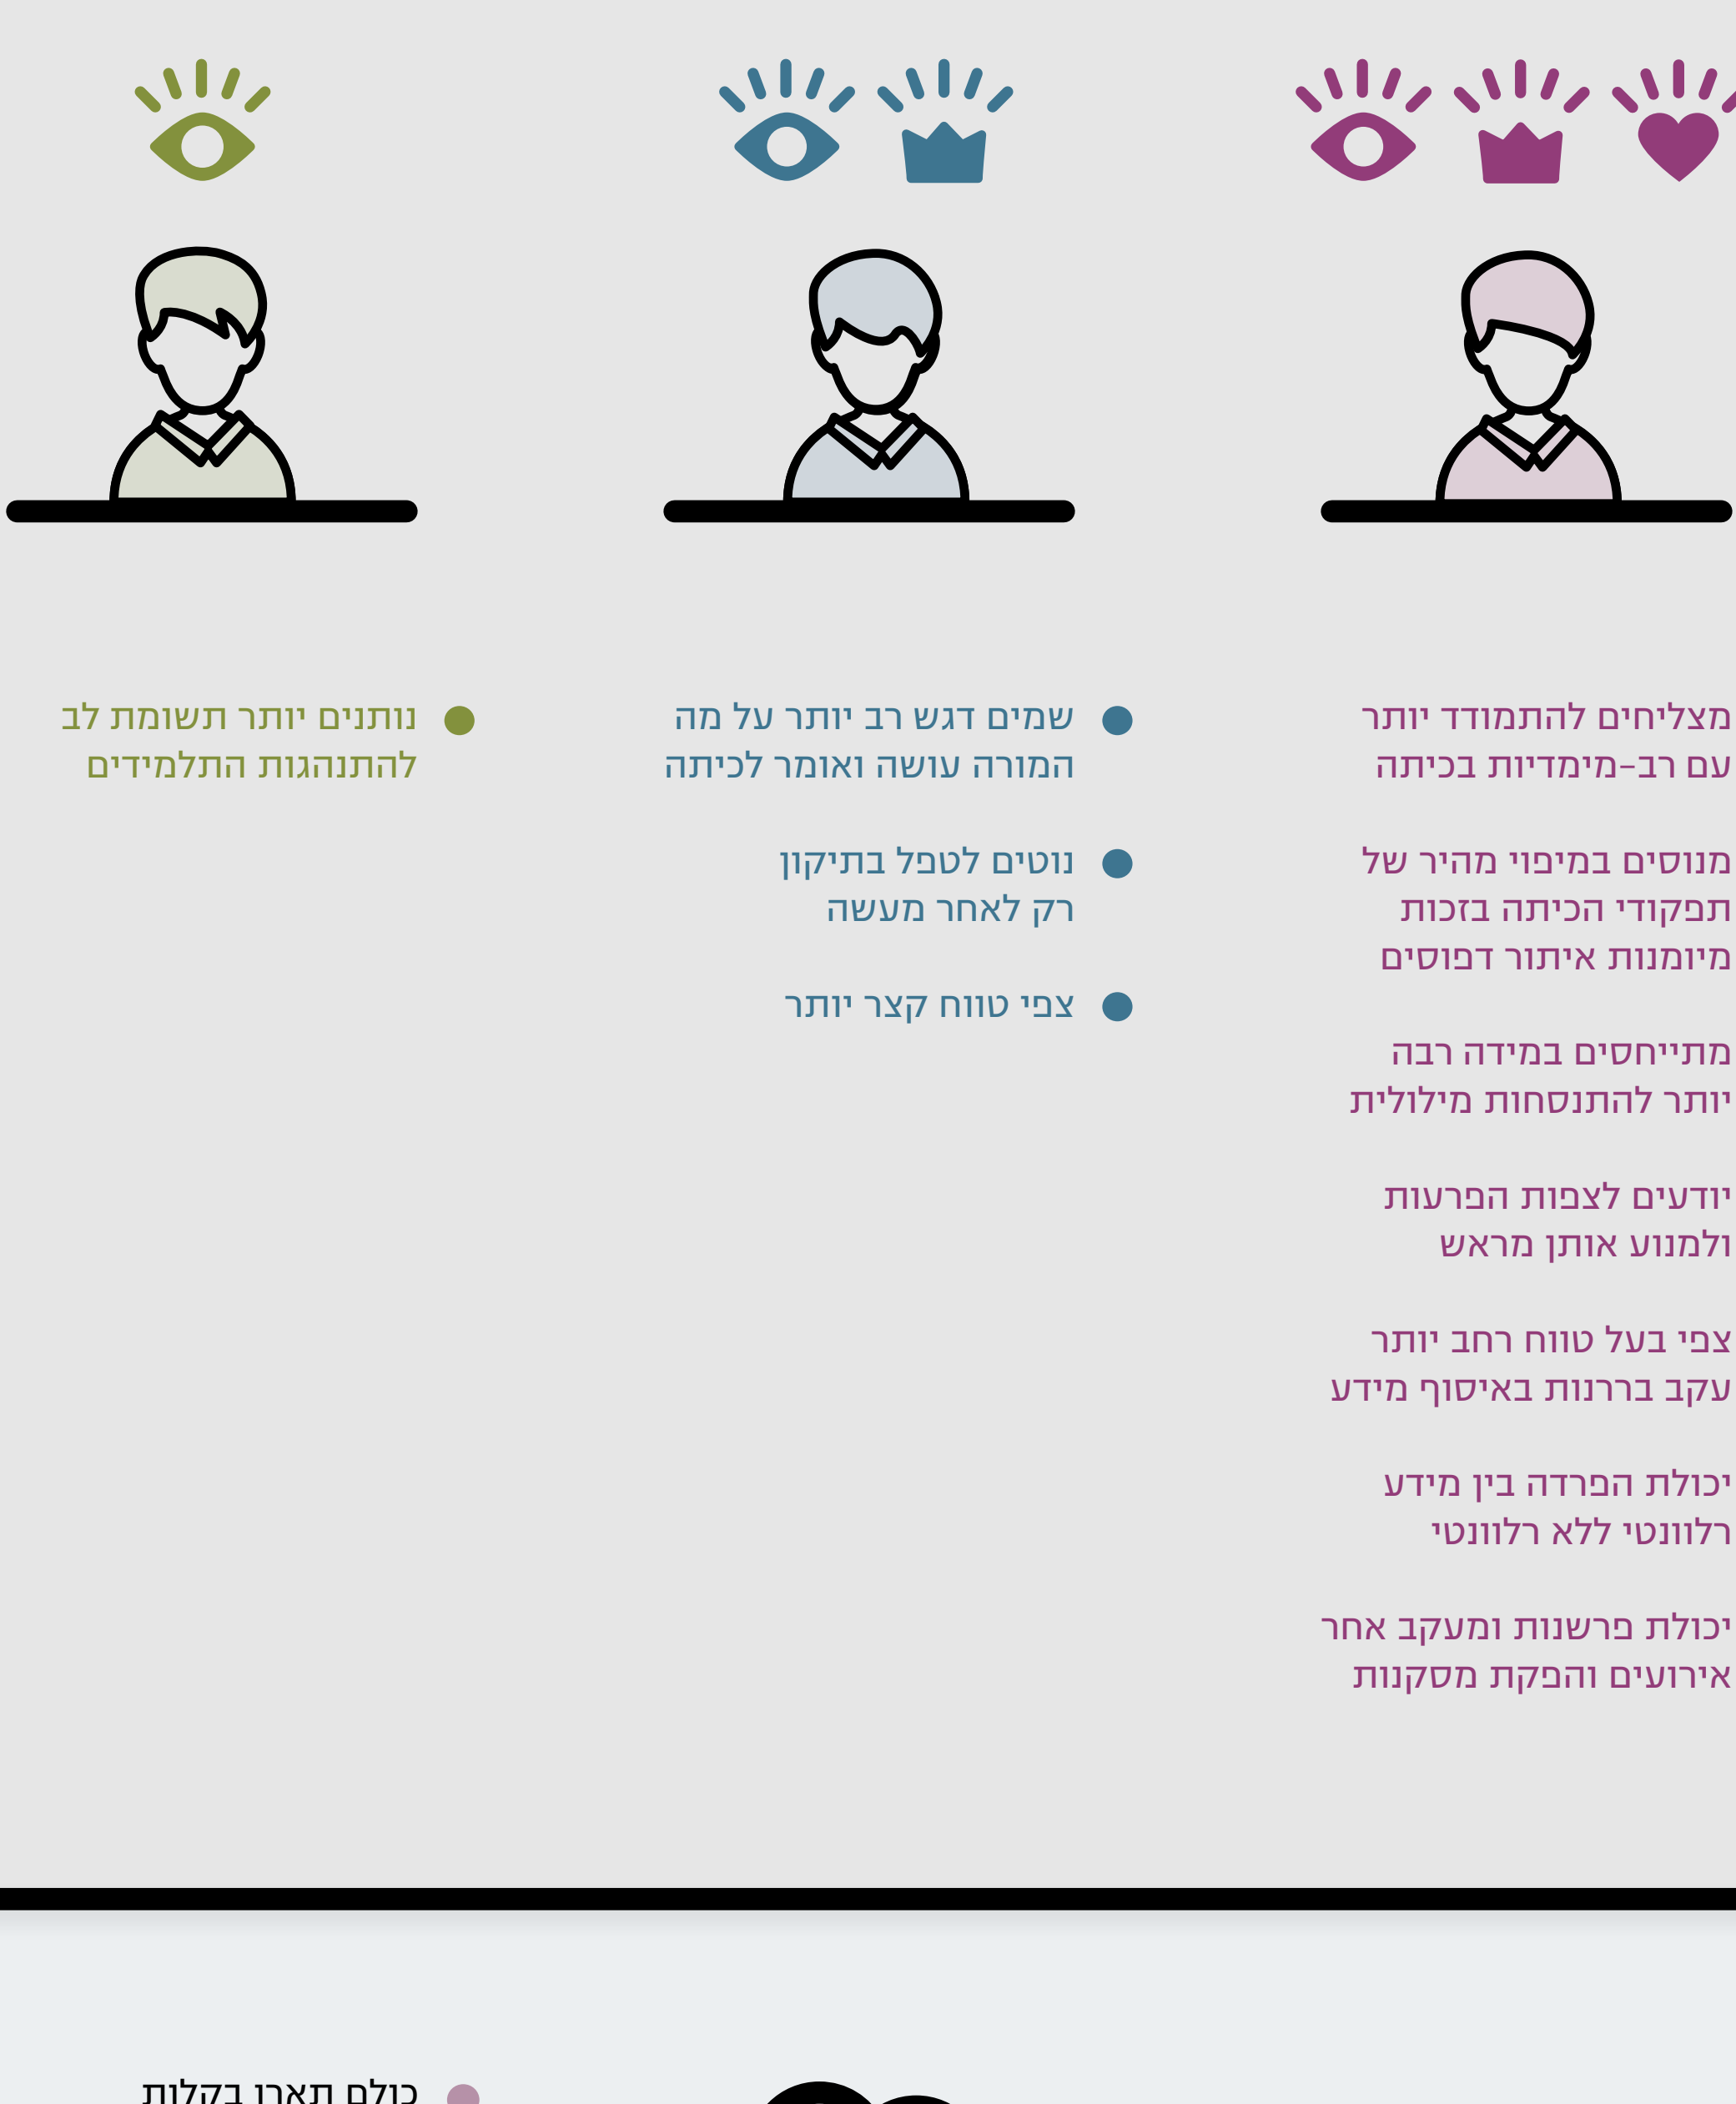 מצליחים להתמודד יותר
עם רב-מימדיות בכיתה
מנוסים במיפוי מהיר של
תפקודי הכיתה בזכות
מיומנות איתור דפוסים
מתייחסים במידה רבה
יותר להתנסחות מילולית
יודעים לצפות הפרעות
ולמנוע אותן מראש
צפי בעל טווח רחב יותר
עקב בררנות באיסוף מידע
יכולת הפרדה בין מידע
רלוונטי ללא רלוונטי
יכולת פרשנות ומעקב אחר
אירועים והפקת מסקנות
שמים דגש רב יותר על מה
המורה עושה ואומר לכיתה
נוטים לטפל בתיקון
רק לאחר מעשה
צפי טווח קצר יותר
נותנים יותר תשומת לב
להתנהגות התלמידים
כולם תארו בקלות